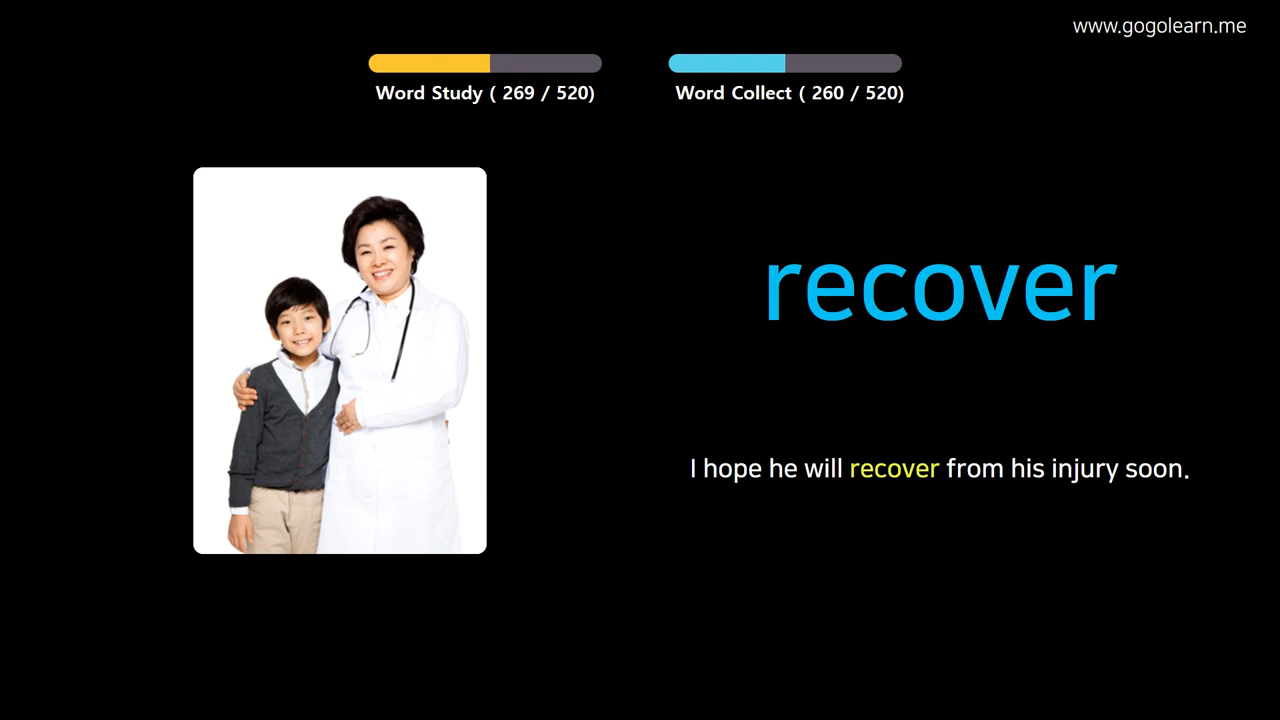 www.gogolearn.me
Word Study ( 269 / 520)
Word Collect ( 260 / 520)
recover
I hope he will recover from his injury soon.